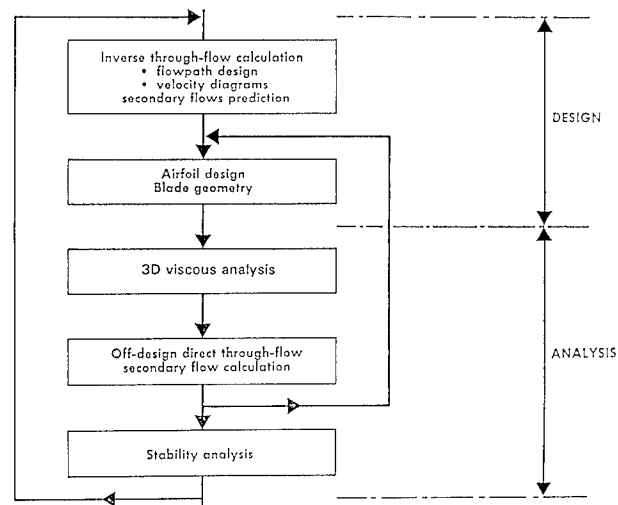 Inverse through-flow calculation
• flowpath design
• velocity diagrams
secondary flows prediction
DESIGN
Airfoil design
Blade geometry
3D viscous analysis
Off-design direct through-flow
secondary flow calculation
ANALYSIS
Stability analysis